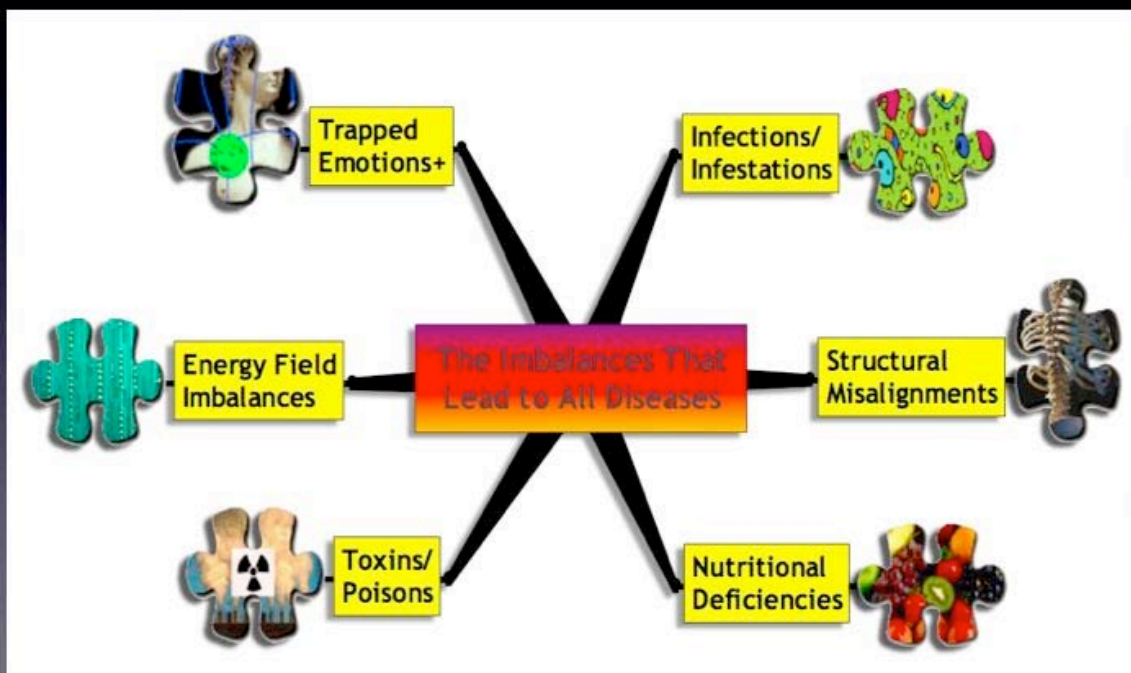 Trapped
Emotions+
Infections/
Infestations
Energy Field
Imbalances
The Imbalances That
Lead to All Diseases
Structural
Misalignments
Toxins/
Poisons
Nutritional
Deficiencies